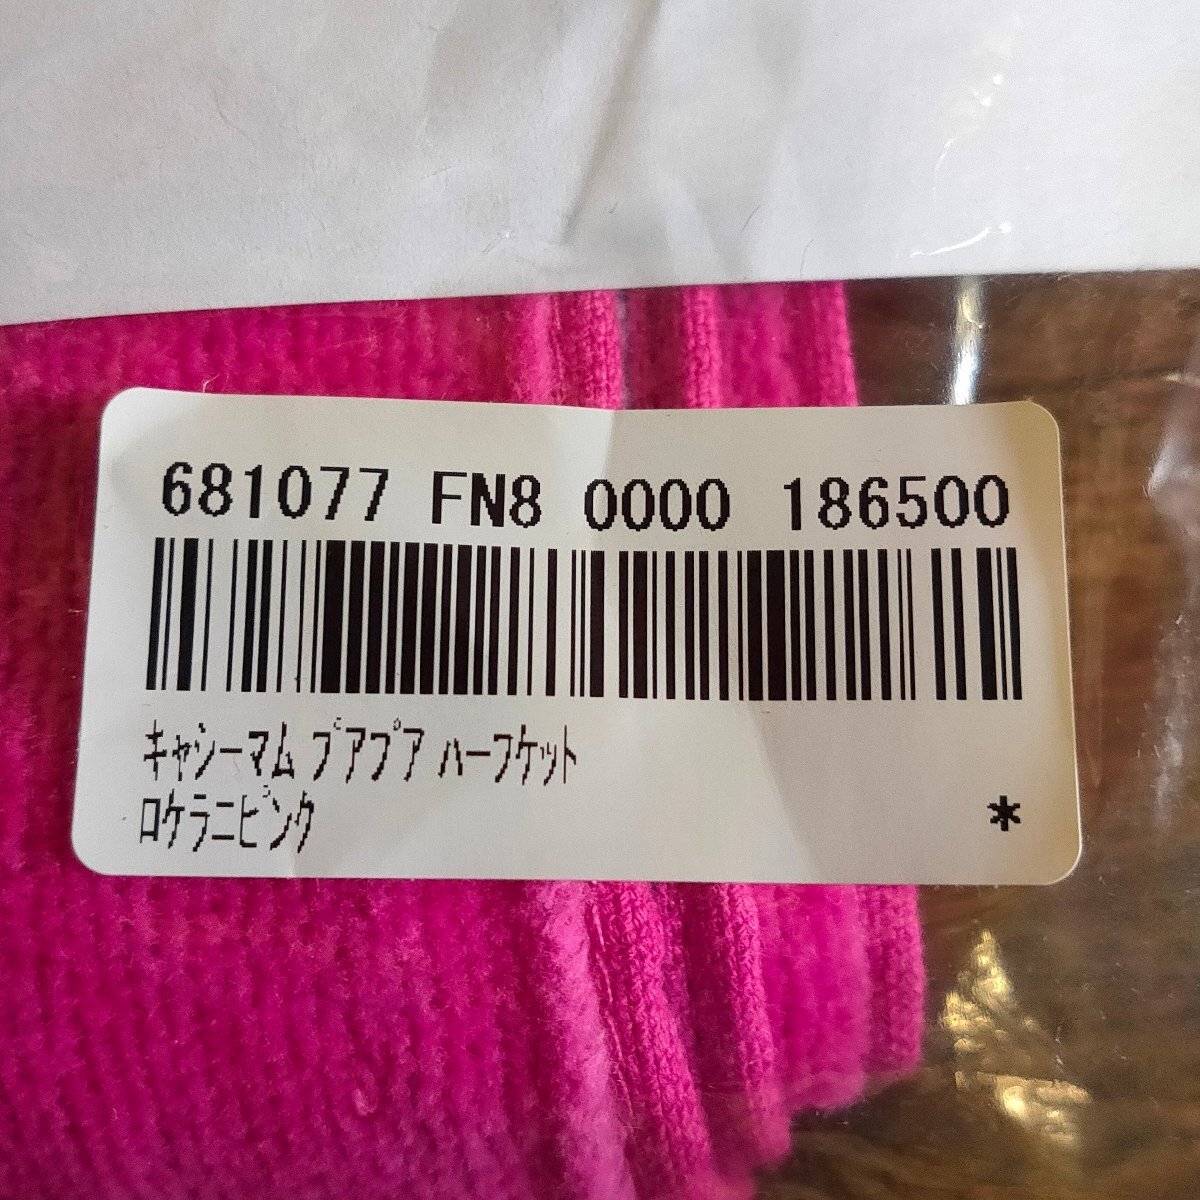 681077 FN8 0000 186500
ｷｬｼｰﾏﾑ ﾌﾟｱﾌﾟｱ ﾊｰﾌｹｯﾄ
ﾛｹﾗﾆﾋﾟﾝｸ
*